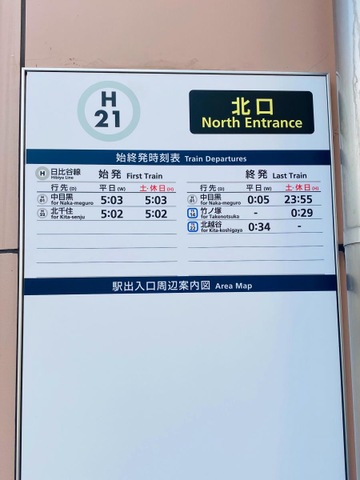 H
21
北口
North Entrance
始終発時刻表 Train Departures
H 日比谷線 Hibiya Line 始発 First Train 終発 Last Train
行先(D) 平日(W) 土・休日(H) 行先(D) 平日(W) 土・休日(H)
中目黒 for Naka-meguro 5:03 5:03 中目黒 for Naka-meguro 0:05 23:55
北千住 for Kita-senju 5:02 5:02 竹ノ塚 for Takenotsuka - 0:29
北越谷 for Kita-koshigaya 0:34 -
駅出入口周辺案内図 Area Map